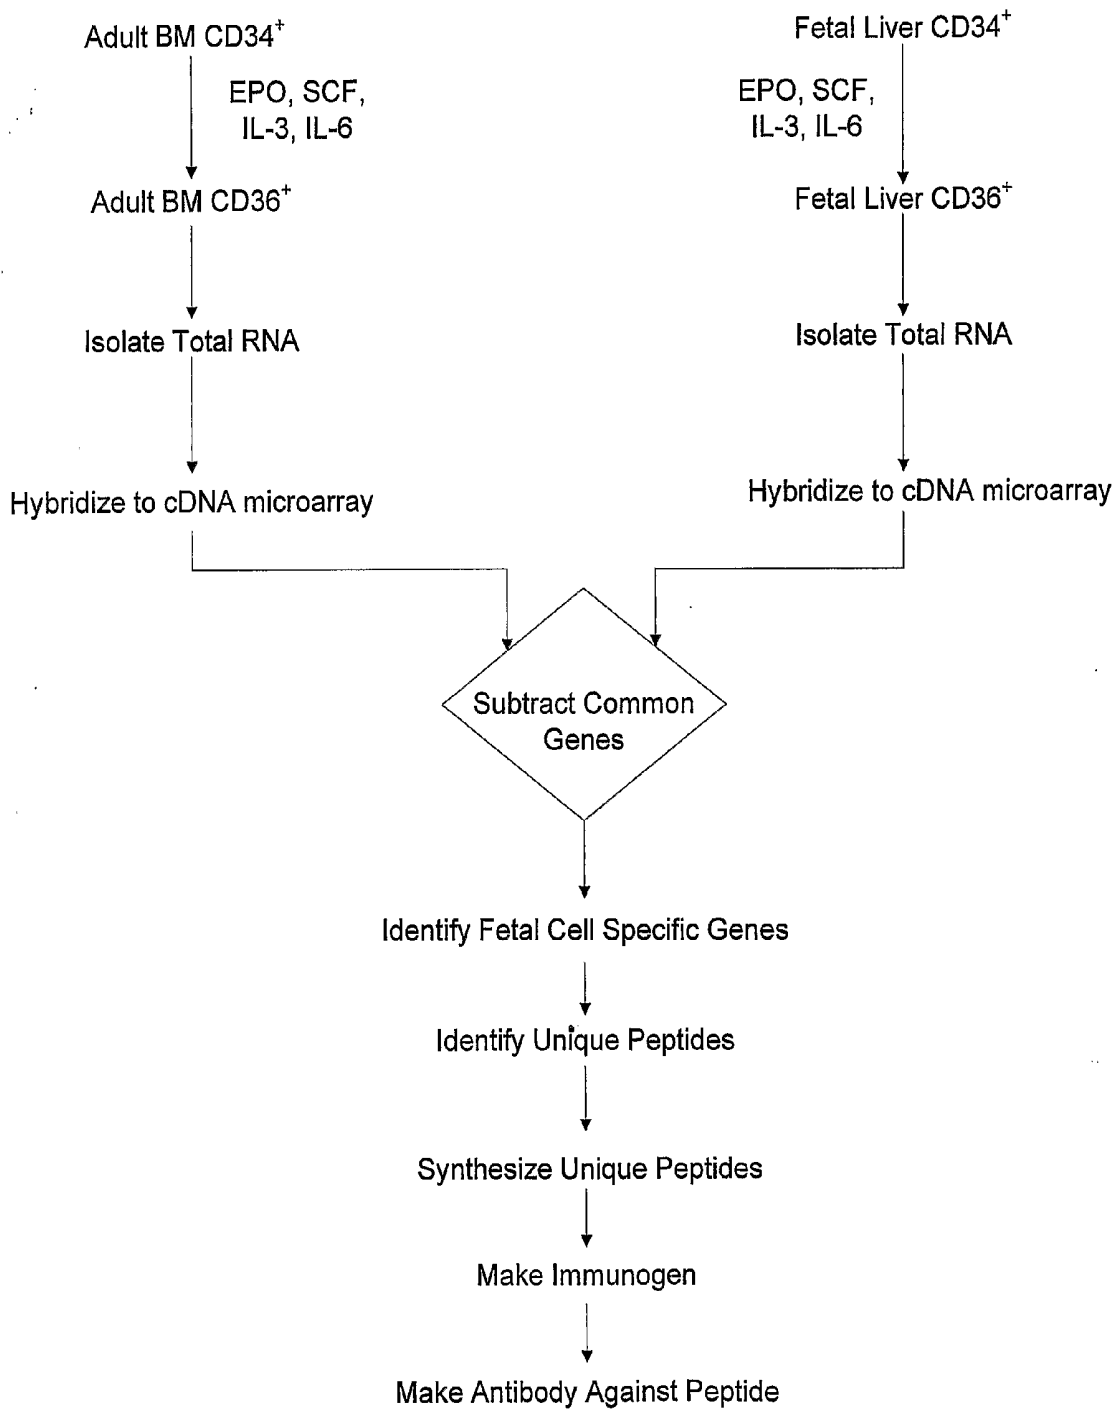 Adult BM CD34⁺
EPO, SCF,
IL-3, IL-6
Adult BM CD36⁺
Isolate Total RNA
Hybridize to cDNA microarray
Fetal Liver CD34⁺
EPO, SCF,
IL-3, IL-6
Fetal Liver CD36⁺
Isolate Total RNA
Hybridize to cDNA microarray
Subtract Common
Genes
Identify Fetal Cell Specific Genes
Identify Unique Peptides
Synthesize Unique Peptides
Make Immunogen
Make Antibody Against Peptide